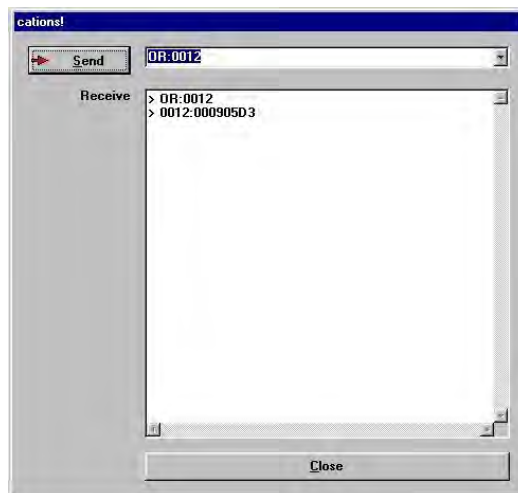 cations!
Send
OR:0012
Receive
> OR:0012
> 0012:000905D3
Close